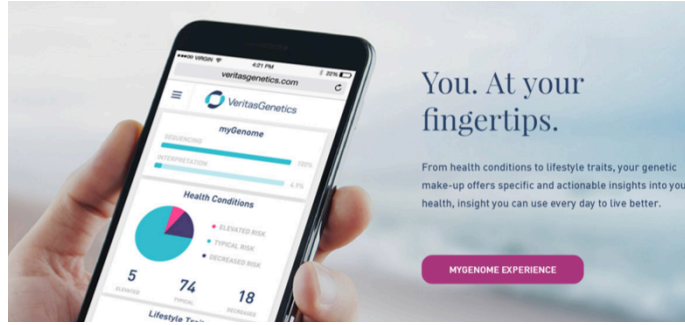 VIRGIN
4:21 PM
22%
veritasgenetics.com
VeritasGenetics
myGenome
SEQUENCING
100%
INTERPRETATION
4.9%
Health Conditions
ELEVATED RISK
TYPICAL RISK
DECREASED RISK
5 74 18
ELEVATED TYPICAL DECREASED
Lifestyle Trai
You. At your
fingertips.
From health conditions to lifestyle traits, your genetic
make-up offers specific and actionable insights into you
health, insight you can use every day to live better.
MYGENOME EXPERIENCE